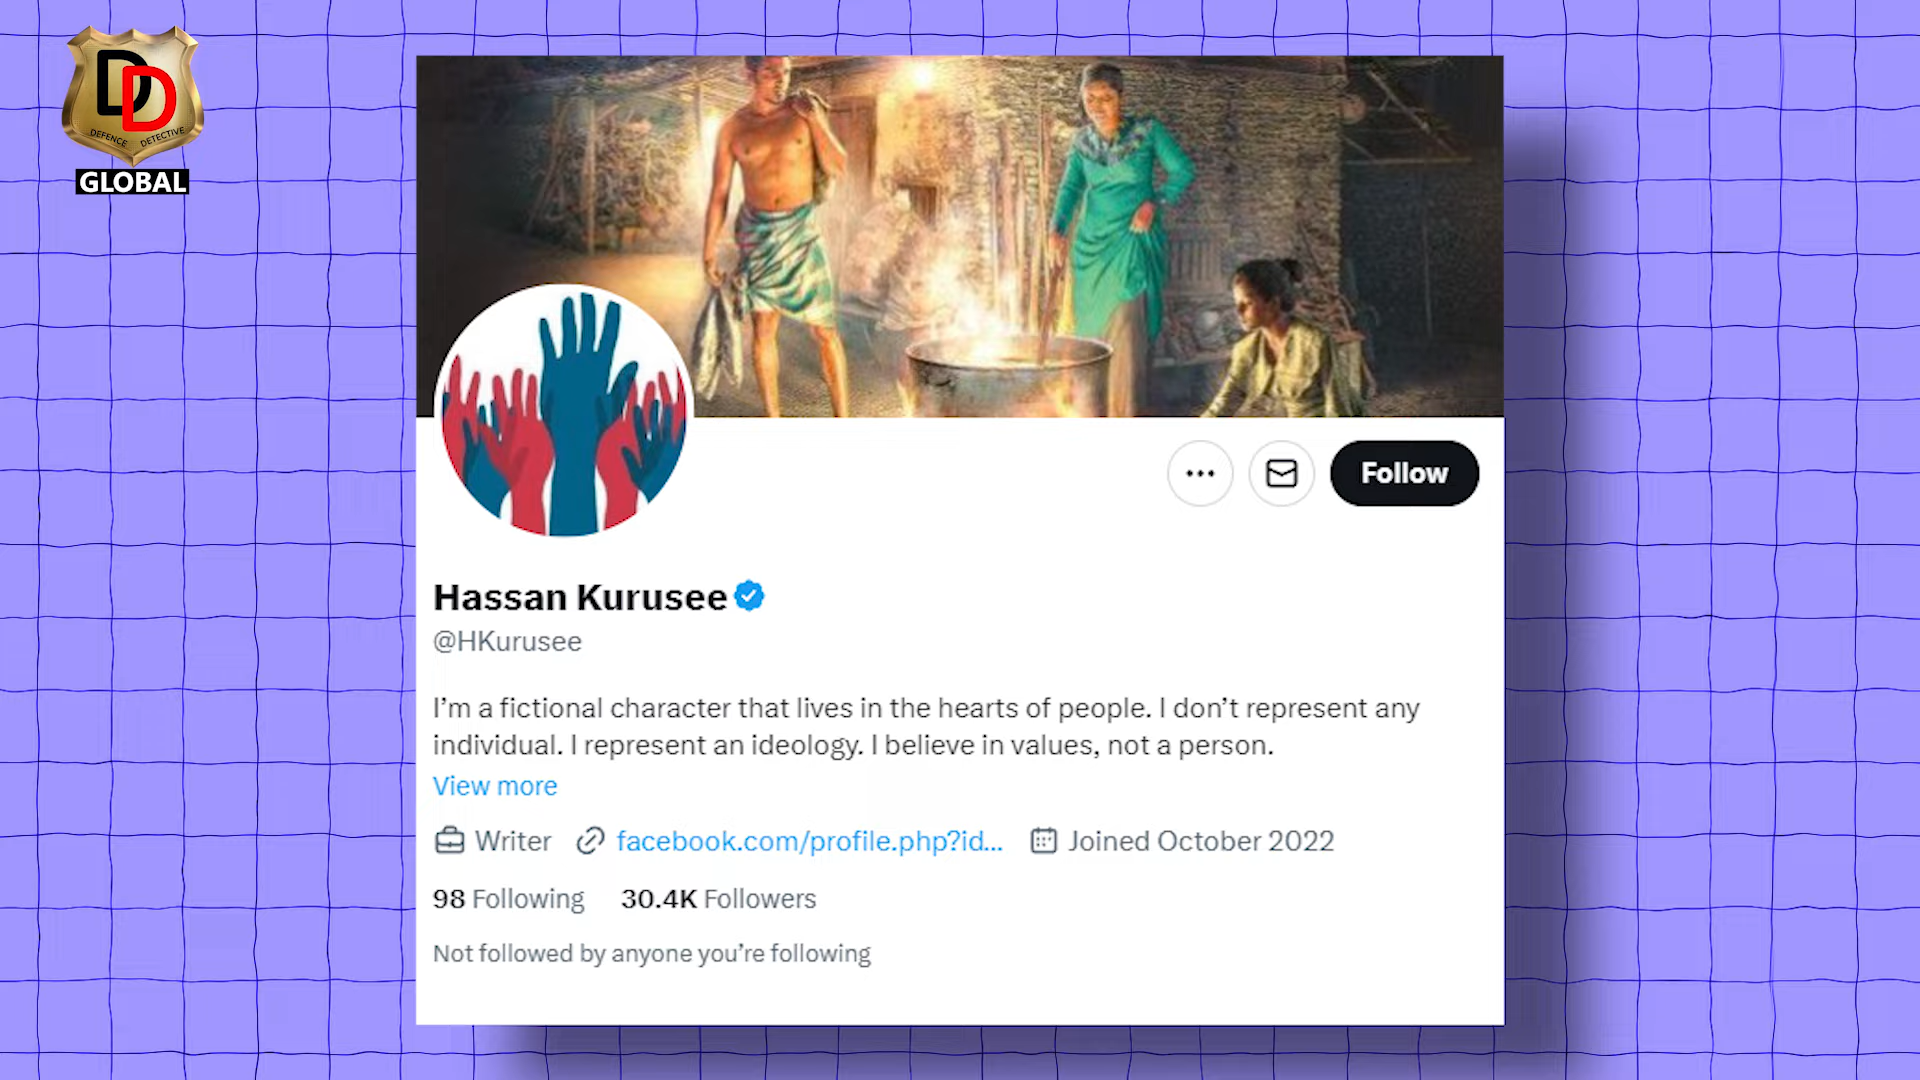 DD
DEFENCE DETECTIVE
GLOBAL
Follow
Hassan Kurusee
@HKurusee
I'm a fictional character that lives in the hearts of people. I don't represent any
individual. I represent an ideology. I believe in values, not a person.
View more
Writer facebook.com/profile.php?id... Joined October 2022
98 Following 30.4K Followers
Not followed by anyone you're following